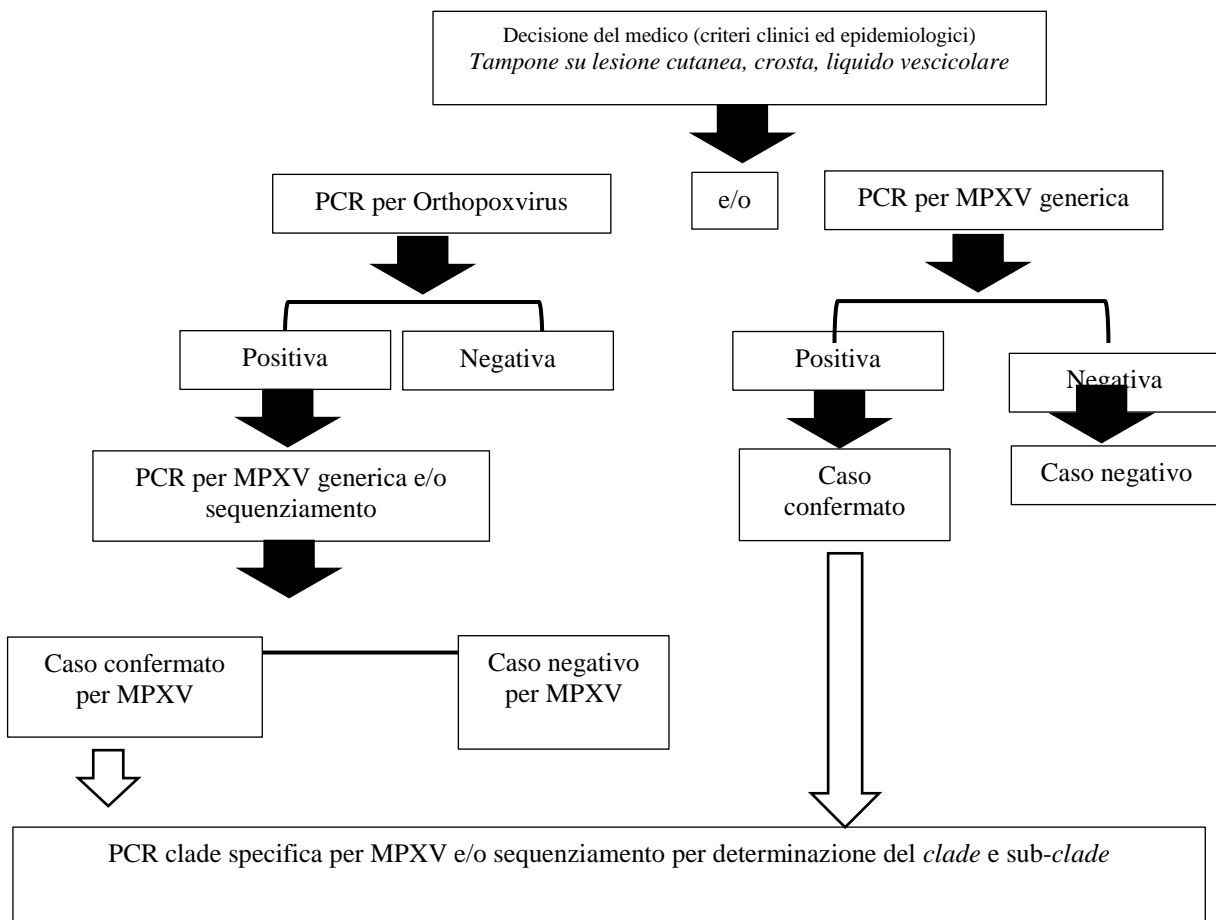 Decisione del medico (criteri clinici ed epidemiologici)
Tampone su lesione cutanea, crosta, liquido vescicolare
PCR per Orthopoxvirus
e/o
PCR per MPXV generica
Positiva
Negativa
Positiva
Negativa
PCR per MPXV generica e/o
sequenziamento
Caso
confermato
Caso negativo
Caso confermato
per MPXV
Caso negativo
per MPXV
PCR clade specifica per MPXV e/o sequenziamento per determinazione del clade e sub-clade